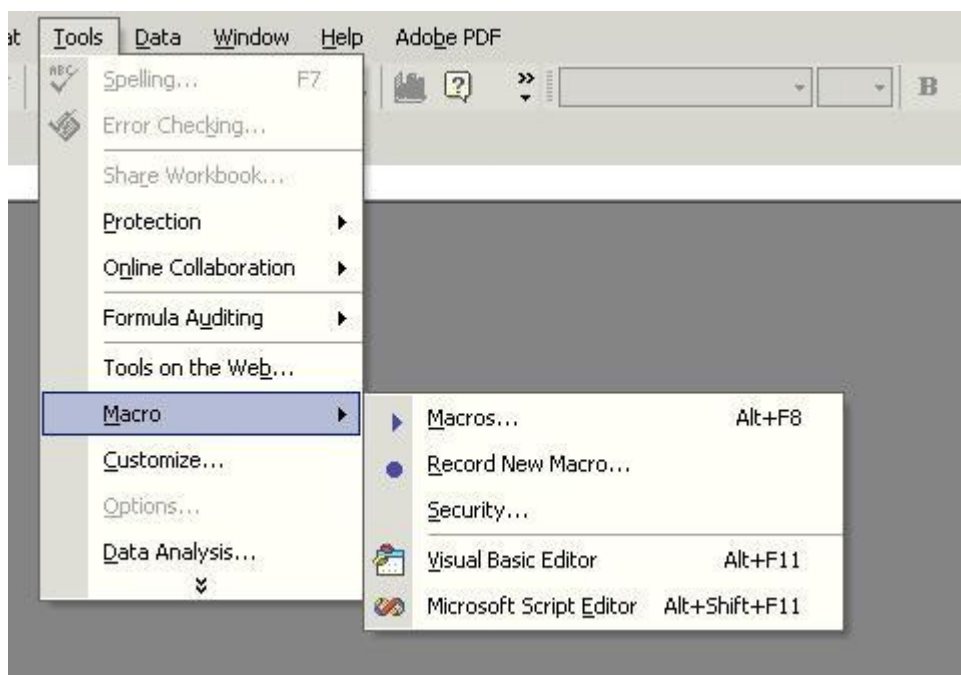 at Tools Data Window Help Adobe PDF
ABC Spelling... F7 ? » B
Error Checking...
Share Workbook...
Protection
Online Collaboration
Formula Auditing
Tools on the Web...
Macro
Macros... Alt+F8
Customize...
Record New Macro...
Options...
Security...
Data Analysis...
Visual Basic Editor Alt+F11
Microsoft Script Editor Alt+Shift+F11